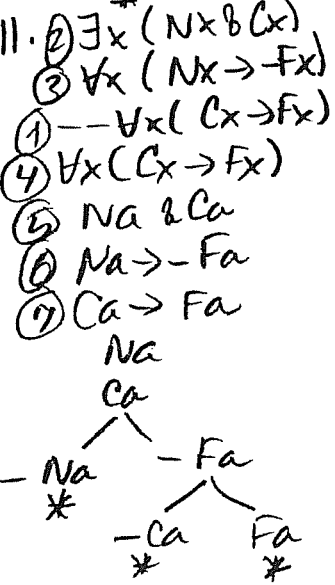 11. ② ∃x (Nx & Cx)
③ ∀x (Nx → -Fx)
① --∀x( Cx → Fx)
④ ∀x(Cx → Fx)
⑤ Na & Ca
⑥ Na → -Fa
⑦ Ca → Fa
Na
Ca
-Na -Fa
*
-Ca Fa
* *